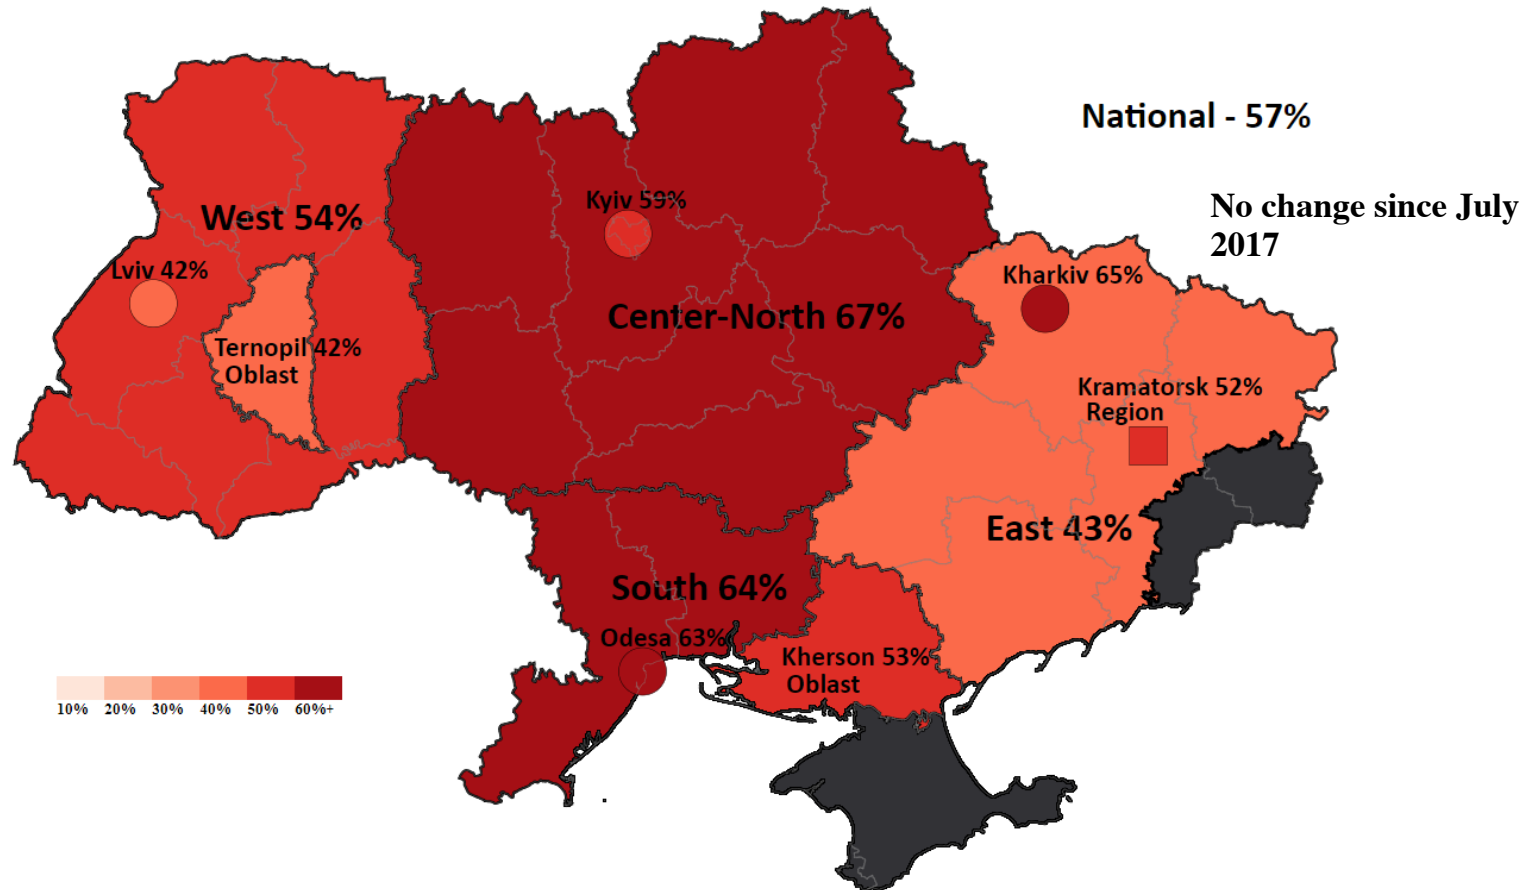 National - 57%
No change since July
2017
Kyiv 59%
West 54%
Lviv 42%
Kharkiv 65%
Center-North 67%
Ternopil 42%
Oblast
Kramatorsk 52%
Region
East 43%
South 64%
Odesa 63%
Kherson 53%
Oblast
10% 20% 30% 40% 50% 60%+